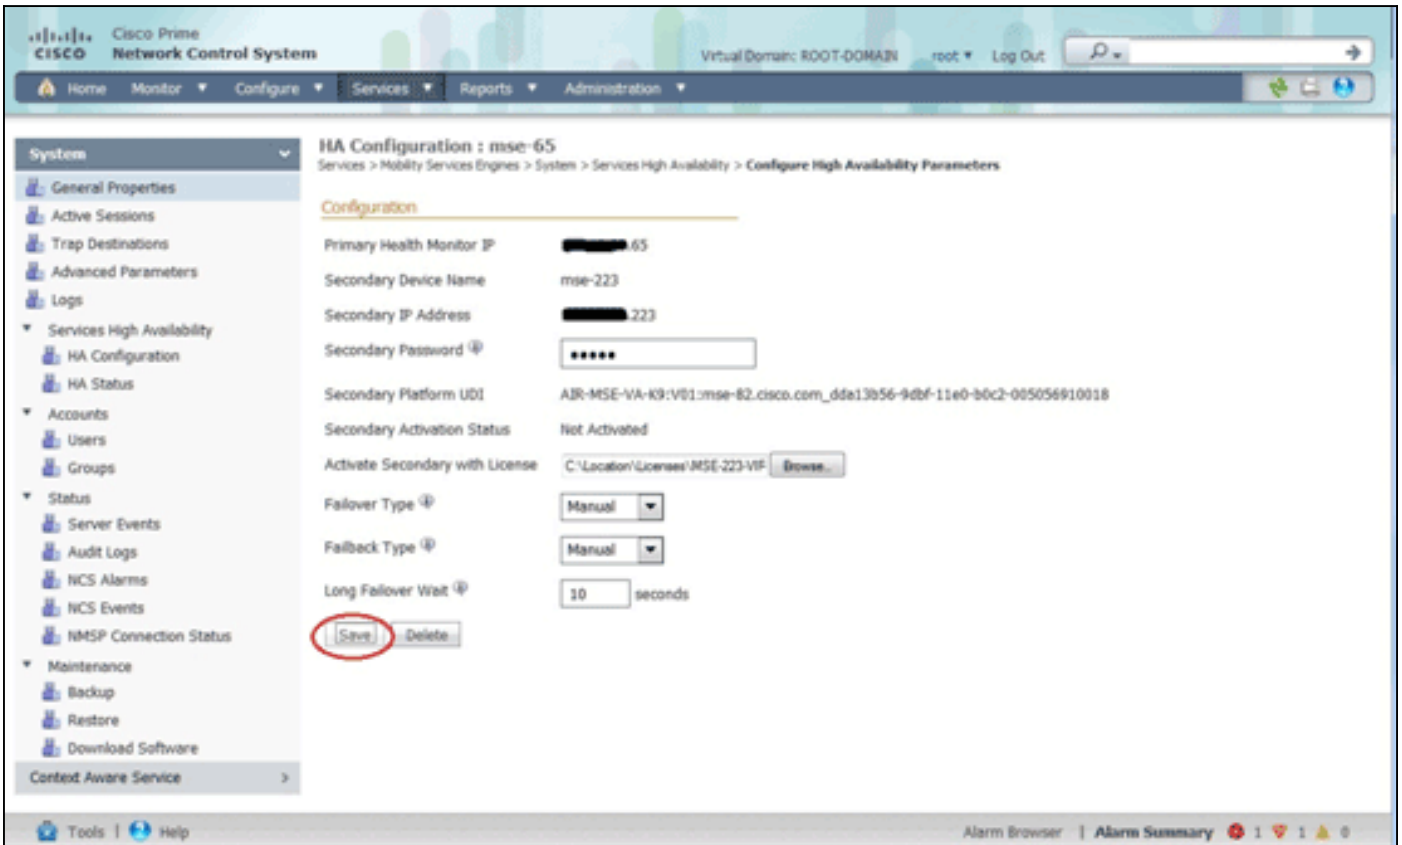 Cisco Prime
CISCO Network Control System
Virtual Domain: ROOT-DOMAIN root Log Out
Home Monitor Configure Services Reports Administration
System
General Properties
Active Sessions
Trap Destinations
Advanced Parameters
Logs
Services High Availability
HA Configuration
HA Status
Accounts
Users
Groups
Status
Server Events
Audit Logs
NCS Alarms
NCS Events
NMSP Connection Status
Maintenance
Backup
Restore
Download Software
Context Aware Service
HA Configuration : mse-65
Services > Mobility Services Engines > System > Services High Availability > Configure High Availability Parameters
Configuration
Primary Health Monitor IP .65
Secondary Device Name mse-223
Secondary IP Address .223
Secondary Password •••••
Secondary Platform UDI AIR-MSE-VA-K9:V01:mse-82.cisco.com_dda13b56-9dbf-11e0-b0c2-005056910018
Secondary Activation Status Not Activated
Activate Secondary with License C:\Location\Licenses\MSE-223-VIP Browse..
Failover Type Manual
Failback Type Manual
Long Failover Wait 10 seconds
Save Delete
Tools | Help
Alarm Browser | Alarm Summary 1 1 0